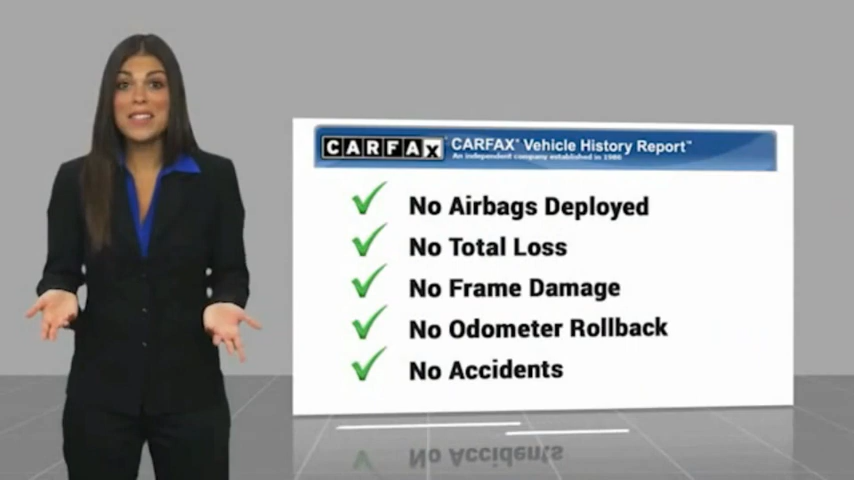 CARFAX CARFAX® Vehicle History Report™
An independent company established in 1986
No Airbags Deployed
No Total Loss
No Frame Damage
No Odometer Rollback
No Accidents
No Accidents